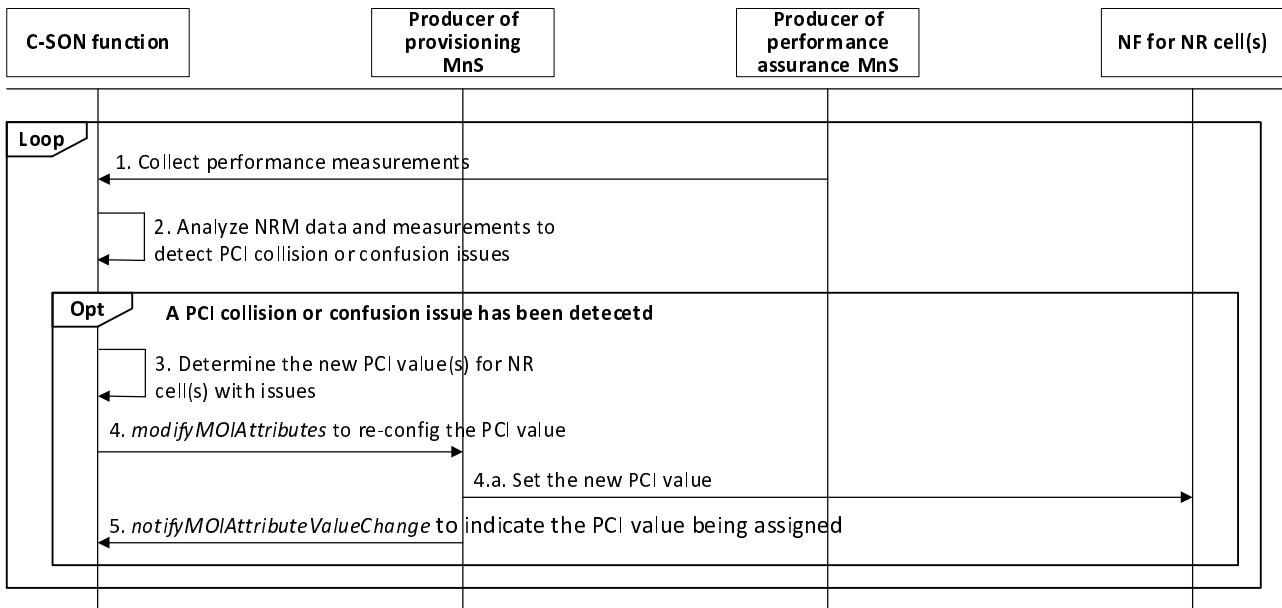 C-SON function
Producer of
provisioning
MnS
Producer of
performance
assurance MnS
NF for NR cell(s)
Loop
1. Collect performance measurements
2. Analyze NRM data and measurements to
detect PCI collision or confusion issues
Opt
A PCI collision or confusion issue has been detecetd
3. Determine the new PCI value(s) for NR
cell(s) with issues
4. modifyMOIAttributes to re-config the PCI value
4.a. Set the new PCI value
5. notifyMOIAttributeValueChange to indicate the PCI value being assigned